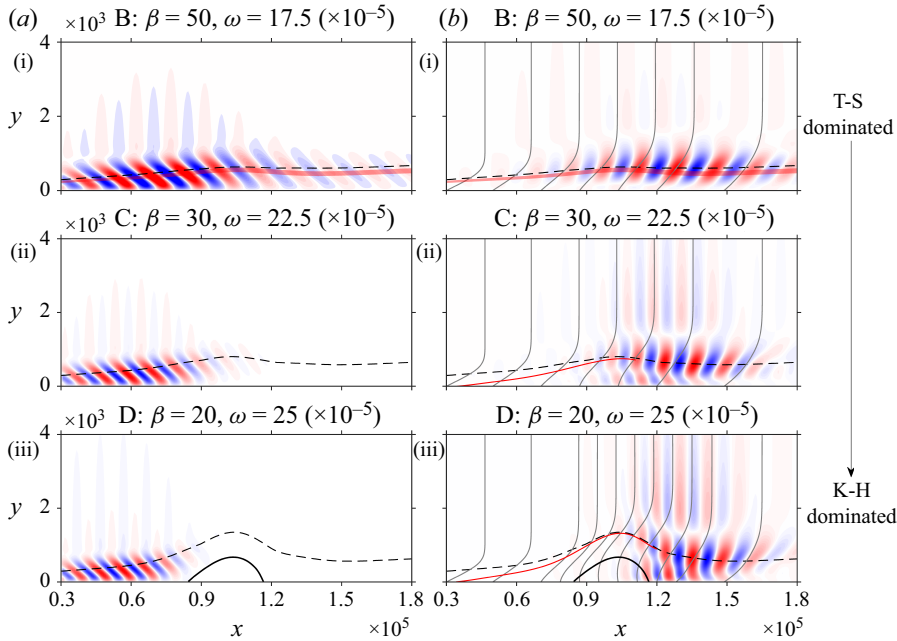 (a) ×10³ B: β = 50, ω = 17.5 (×10⁻⁵)
(i)
4
2
y
0
×10³ C: β = 30, ω = 22.5 (×10⁻⁵)
(ii)
4
2
y
0
×10³ D: β = 20, ω = 25 (×10⁻⁵)
(iii)
4
2
y
0
0.3 0.6 0.9 1.2 1.5 1.8
x ×10⁵
(b) B: β = 50, ω = 17.5 (×10⁻⁵)
(i)
C: β = 30, ω = 22.5 (×10⁻⁵)
(ii)
D: β = 20, ω = 25 (×10⁻⁵)
(iii)
0.3 0.6 0.9 1.2 1.5 1.8
x ×10⁵
T-S
dominated
K-H
dominated